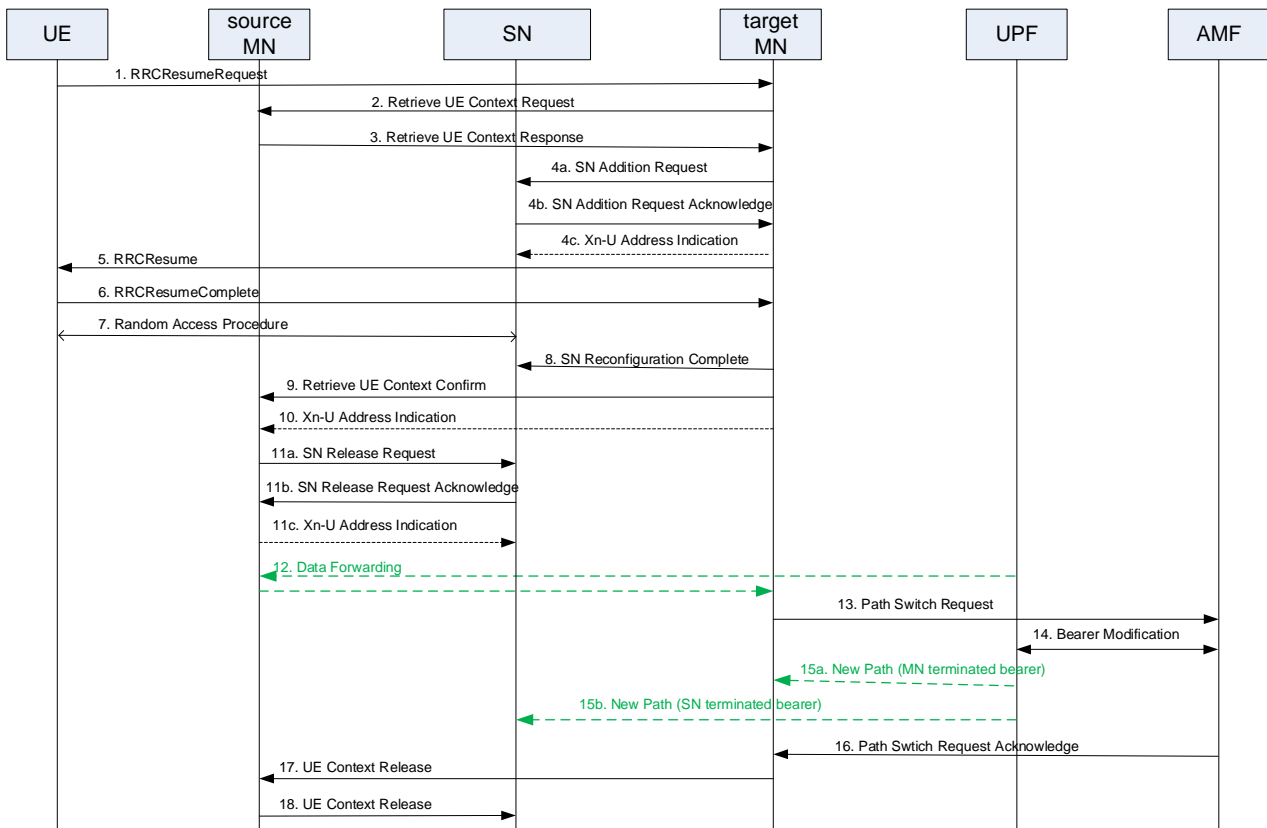 UE
source
MN
SN
target
MN
UPF
AMF
1. RRCResumeRequest
2. Retrieve UE Context Request
3. Retrieve UE Context Response
4a. SN Addition Request
4b. SN Addition Request Acknowledge
4c. Xn-U Address Indication
5. RRCResume
6. RRCResumeComplete
7. Random Access Procedure
8. SN Reconfiguration Complete
9. Retrieve UE Context Confirm
10. Xn-U Address Indication
11a. SN Release Request
11b. SN Release Request Acknowledge
11c. Xn-U Address Indication
12. Data Forwarding
13. Path Switch Request
14. Bearer Modification
15a. New Path (MN terminated bearer)
15b. New Path (SN terminated bearer)
16. Path Swtich Request Acknowledge
17. UE Context Release
18. UE Context Release